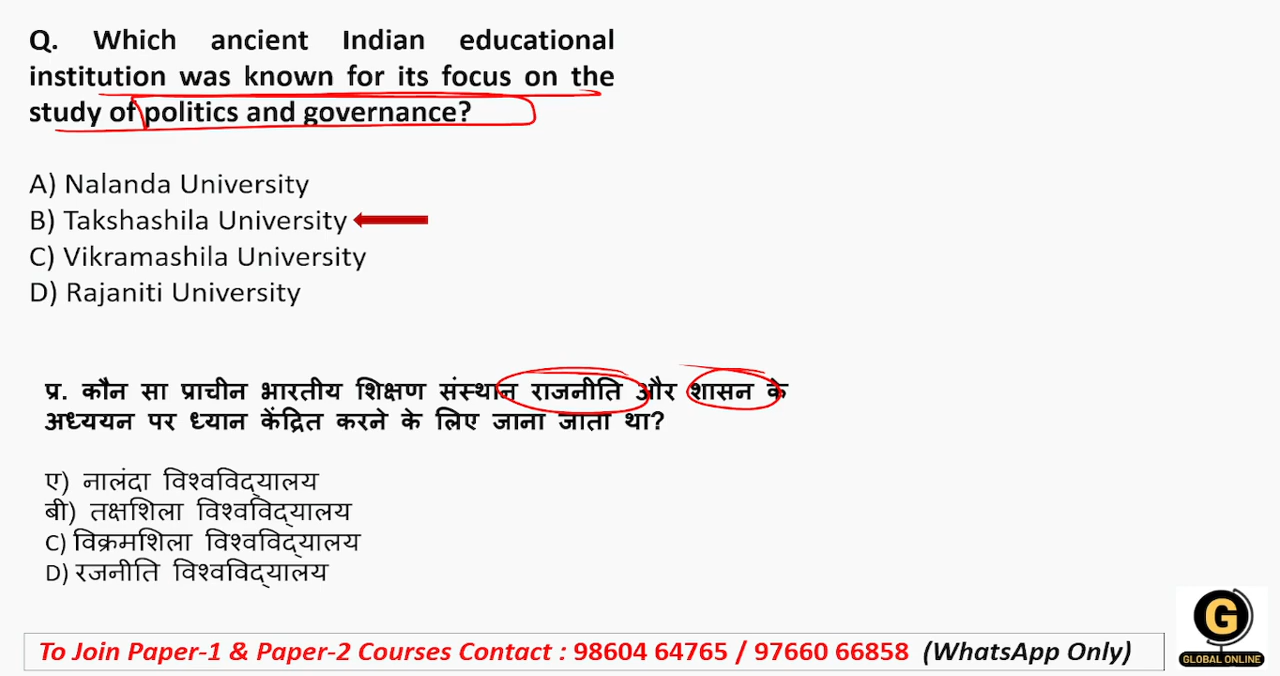 Q. Which ancient Indian educational
institution was known for its focus on the
study of politics and governance?
A) Nalanda University
B) Takshashila University
C) Vikramashila University
D) Rajaniti University
प्र. कौन सा प्राचीन भारतीय शिक्षण संस्थान राजनीति और शासन के
अध्ययन पर ध्यान केंद्रित करने के लिए जाना जाता था?
ए) नालंदा विश्वविद्यालय
बी) तक्षशिला विश्वविद्यालय
C) विक्रमशिला विश्वविद्यालय
D) रजनीति विश्वविद्यालय
To Join Paper-1 & Paper-2 Courses Contact : 98604 64765 / 97660 66858 (WhatsApp Only)
G
GLOBAL ONLINE